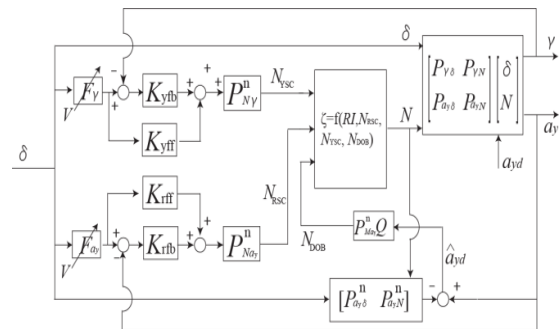 δ
γ
a_y
P_γδ P_γN δ
P_ayδ P_ayN N
a_yd
F_γ
V
K_yfb
K_yff
P^n_Nγ
N_YSC
ζ=f(RI,N_RSC,
N_YSC, N_DOB)
N
δ
K_rff
K_rfb
F_ay
V
P^n_Nay
N_RSC
N_DOB
Q
â_yd
[P^n_ayδ P^n_ayN]